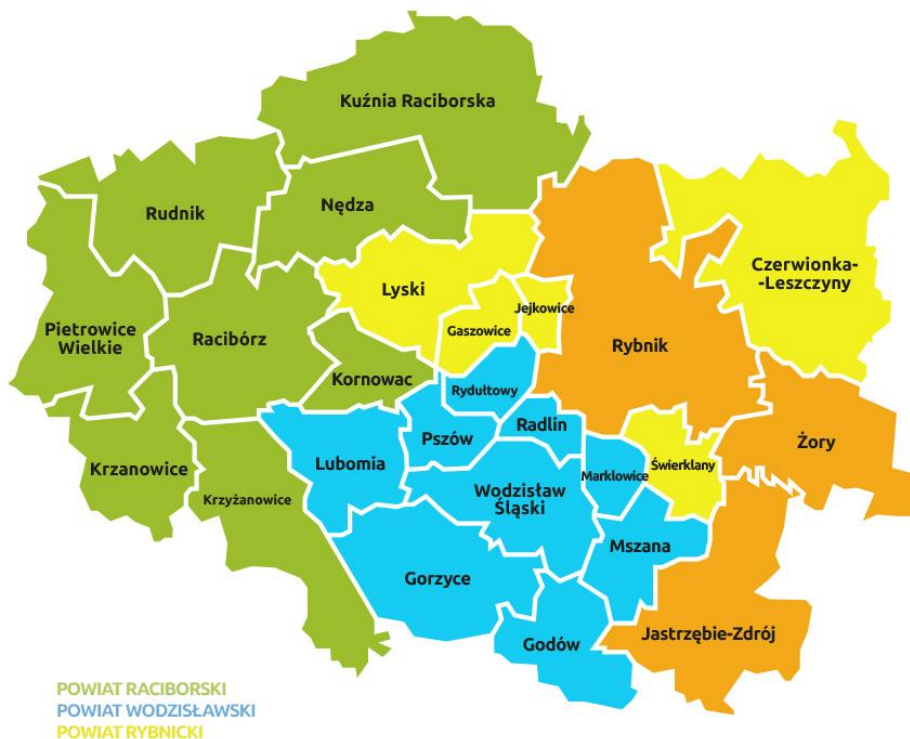 Kuźnia Raciborska
Rudnik
Nędza
Czerwionka-
-Leszczyny
Lyski
Jejkowice
Gaszowice
Pietrowice
Wielkie
Racibórz
Rybnik
Kornowac
Rydułtowy
Radlin
Pszów
Żory
Krzanowice
Lubomia
Świerklany
Marklowice
Krzyżanowice
Wodzisław
Śląski
Mszana
Gorzyce
Godów
Jastrzębie-Zdrój
POWIAT RACIBORSKI
POWIAT WODZISŁAWSKI
POWIAT RYBNICKI